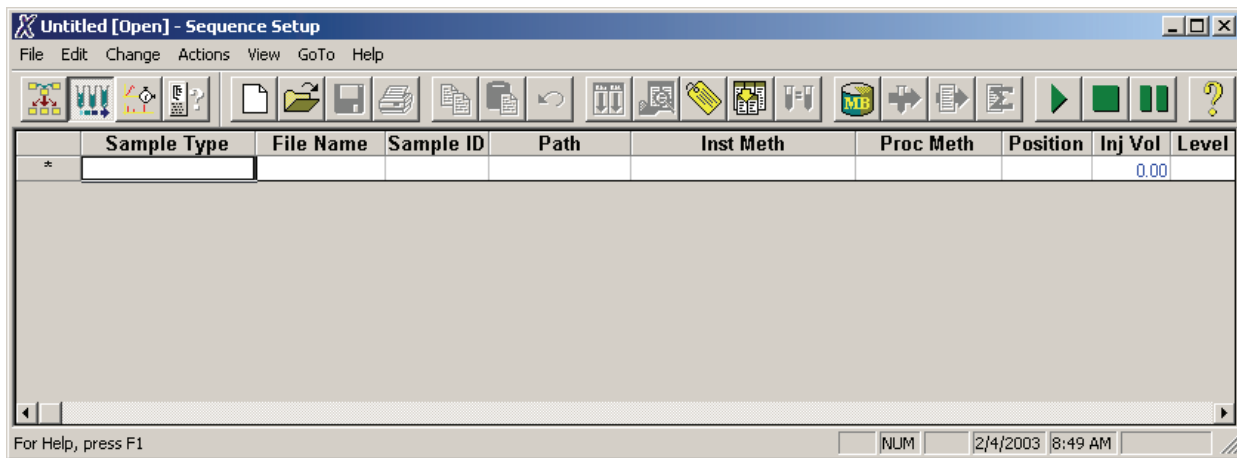 Untitled [Open] - Sequence Setup
File Edit Change Actions View GoTo Help
MB
Sample Type File Name Sample ID Path Inst Meth Proc Meth Position Inj Vol Level
* 0.00
For Help, press F1 NUM 2/4/2003 8:49 AM